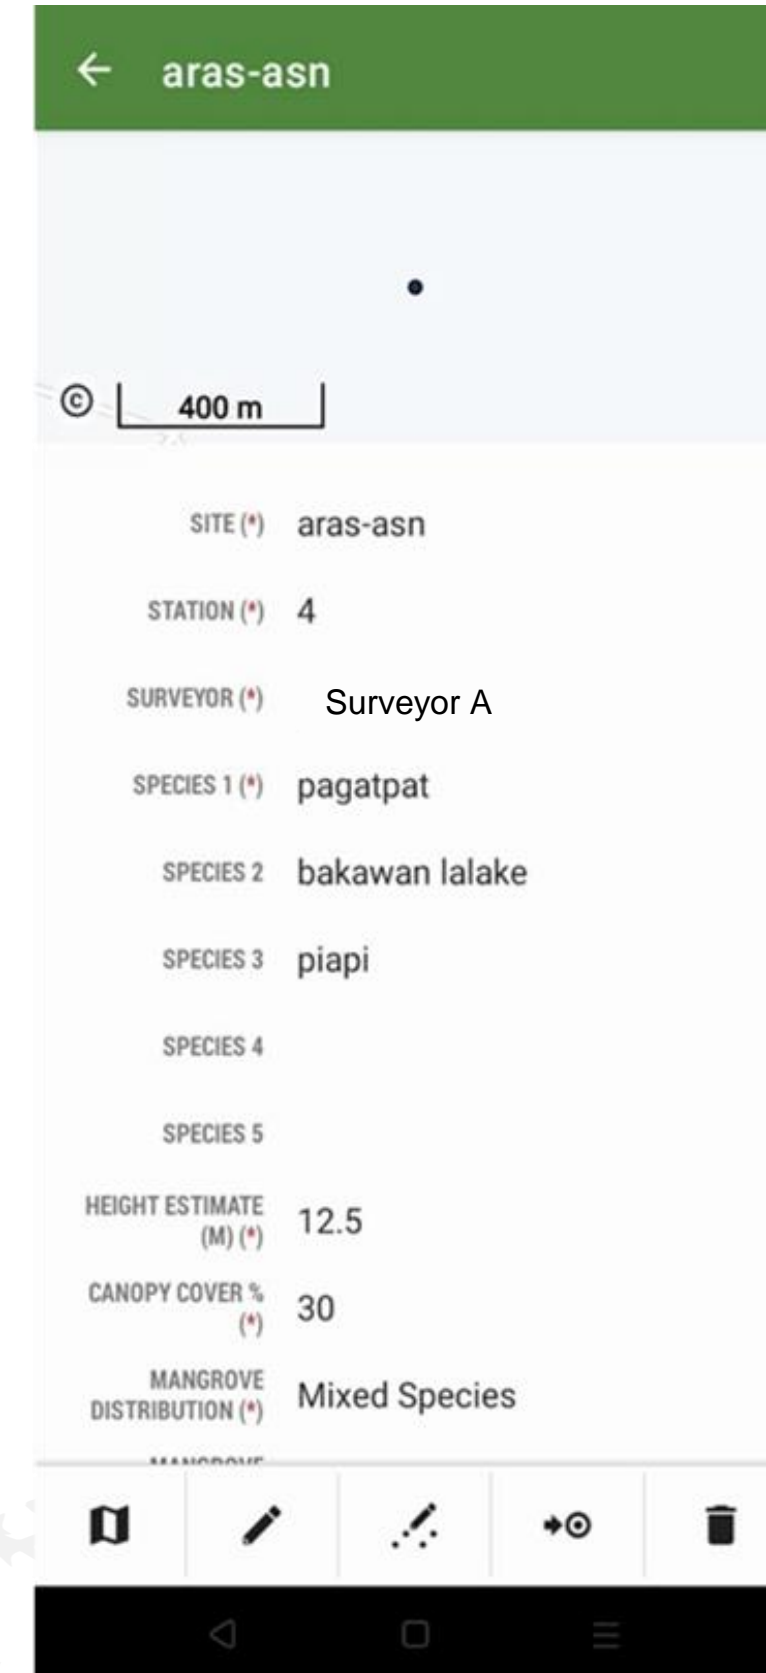 aras-asn
© 400 m
SITE (*) aras-asn
STATION (*) 4
SURVEYOR (*) Surveyor A
SPECIES 1 (*) pagatpat
SPECIES 2 bakawan lalake
SPECIES 3 piapi
SPECIES 4
SPECIES 5
HEIGHT ESTIMATE
(M) (*) 12.5
CANOPY COVER %
(*) 30
MANGROVE
DISTRIBUTION (*) Mixed Species
MANGROVE